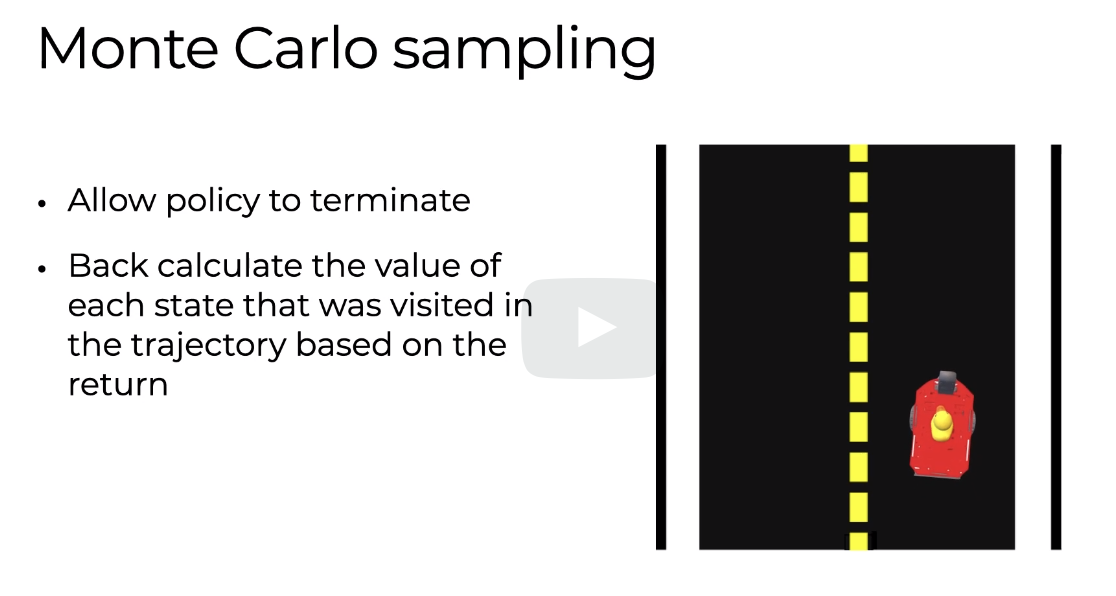 Monte Carlo sampling
• Allow policy to terminate
• Back calculate the value of
each state that was visited in
the trajectory based on the
return